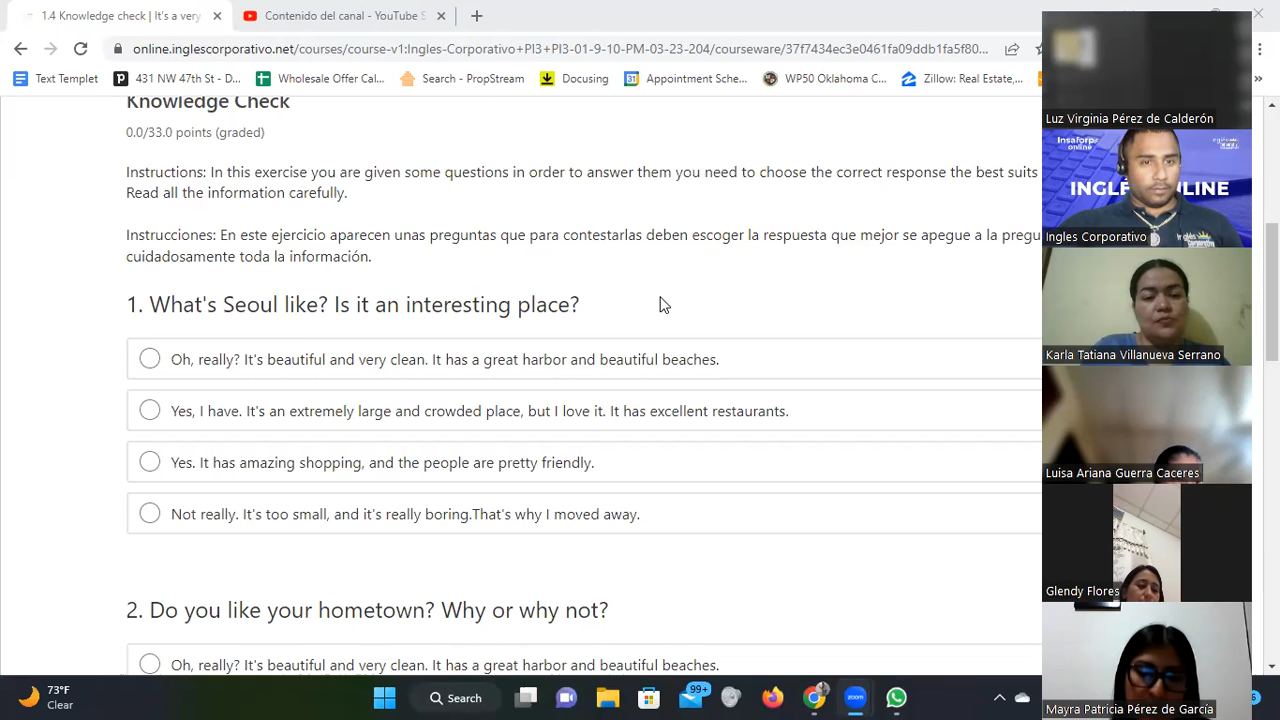 1.4 Knowledge check | It's a very
Contenido del canal - YouTube S
online.inglescorporativo.net/courses/course-v1:Ingles-Corporativo+PI3+PI3-01-9-10-PM-03-23-204/courseware/37f7434ec3e0461fa09ddb1fa5f80...
Text Templet
431 NW 47th St - D...
Wholesale Offer Cal...
Search - PropStream
Docusing
Appointment Sche...
WP50 Oklahoma C...
Zillow: Real Estate,...
Knowledge Check
0.0/33.0 points (graded)
Instructions: In this exercise you are given some questions in order to answer them you need to choose the correct response the best suits
Read all the information carefully.
Instrucciones: En este ejercicio aparecen unas preguntas que para contestarlas deben escoger la respuesta que mejor se apegue a la pregu
cuidadosamente toda la información.
1. What's Seoul like? Is it an interesting place?
Oh, really? It's beautiful and very clean. It has a great harbor and beautiful beaches.
Yes, I have. It's an extremely large and crowded place, but I love it. It has excellent restaurants.
Yes. It has amazing shopping, and the people are pretty friendly.
Not really. It's too small, and it's really boring.That's why I moved away.
2. Do you like your hometown? Why or why not?
Oh, really? It's beautiful and very clean. It has a great harbor and beautiful beaches.
Luz Virginia Pérez de Calderón
Insaforp
online
INGLÉ NLINE
Ingles Corporativo
Karla Tatiana Villanueva Serrano
Luisa Ariana Guerra Caceres
Glendy Flores
Mayra Patricia Pérez de García
73°F
Clear
Search
99+